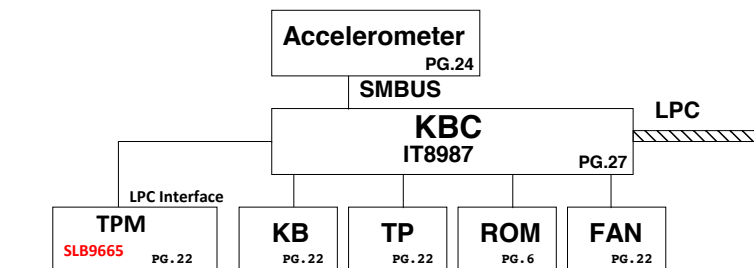 Accelerometer
PG.24
SMBUS
LPC
KBC
IT8987
PG.27
LPC Interface
TPM
SLB9665
PG.22
KB
PG.22
TP
PG.22
ROM
PG.6
FAN
PG.22